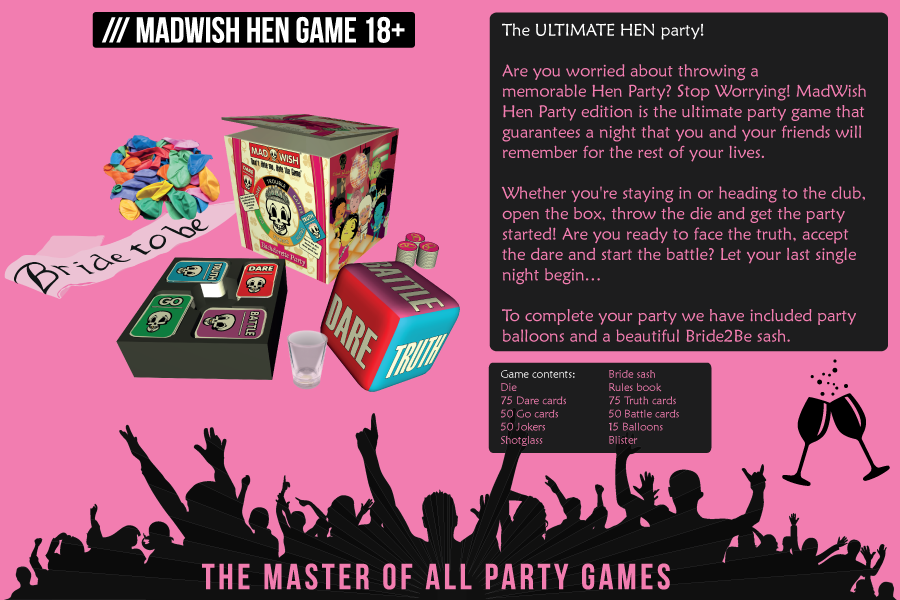 /// MADWISH HEN GAME 18+
The ULTIMATE HEN party!
Are you worried about throwing a
memorable Hen Party? Stop Worrying! MadWish
Hen Party edition is the ultimate party game that
guarantees a night that you and your friends will
remember for the rest of your lives.
Whether you're staying in or heading to the club,
open the box, throw the die and get the party
started! Are you ready to face the truth, accept
the dare and start the battle? Let your last single
night begin...
To complete your party we have included party
balloons and a beautiful Bride2Be sash.
MAD WISH
TROUBLE
TRUTH
Bachelorette Party
Bride to be
TRUTH
DARE
GO
BATTLE
BATTLE
DARE
TRUTH
Game contents:
Die
75 Dare cards
50 Go cards
50 Jokers
Shotglass
Bride sash
Rules book
75 Truth cards
50 Battle cards
15 Balloons
Blister
THE MASTER OF ALL PARTY GAMES